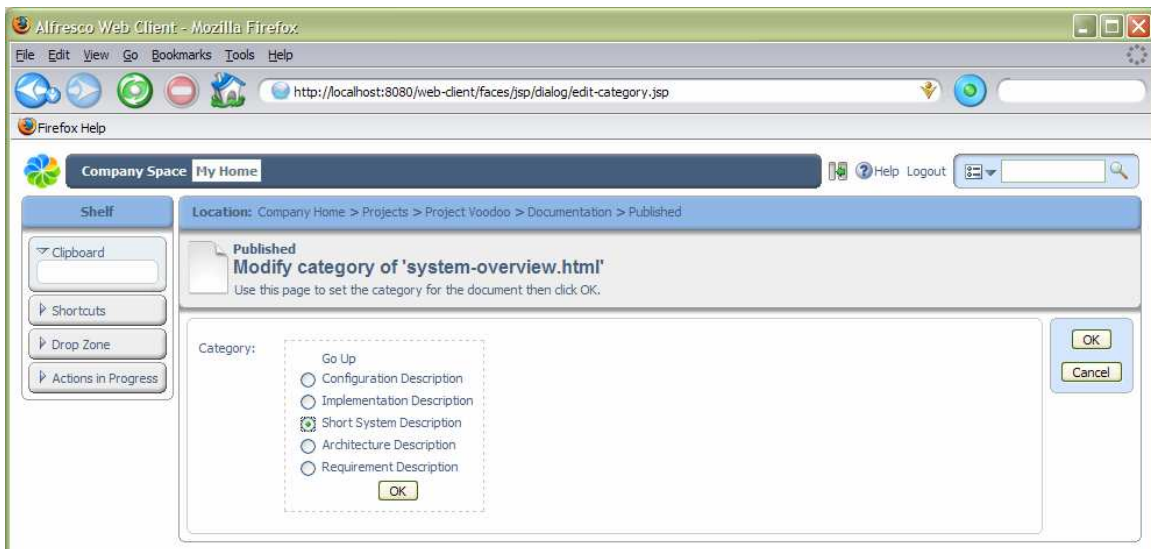 Alfresco Web Client - Mozilla Firefox
File Edit View Go Bookmarks Tools Help
http://localhost:8080/web-client/faces/jsp/dialog/edit-category.jsp
Firefox Help
Company Space My Home Help Logout
Shelf
Location: Company Home > Projects > Project Voodoo > Documentation > Published
Clipboard
Shortcuts
Drop Zone
Actions in Progress
Published
Modify category of 'system-overview.html'
Use this page to set the category for the document then click OK.
Category:
Go Up
Configuration Description
Implementation Description
Short System Description
Architecture Description
Requirement Description
OK
OK
Cancel